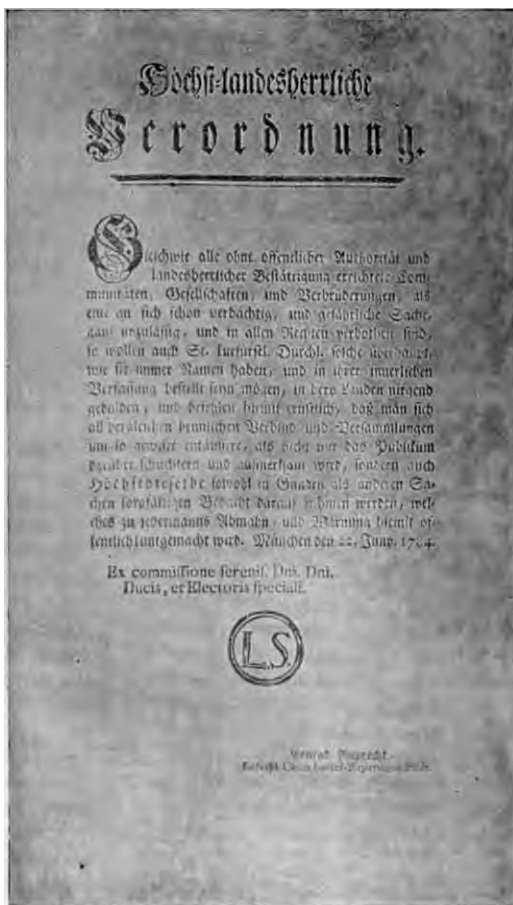 Höchst-landesherrliche
Verordnung.
Gleichwie alle ohne offentlicher Authorität und
landesherrlicher Bestättigung errichtete Com-
munitäten, Gesellschaften, und Verbrüderungen, als
eine an sich schon verdächtig, und gefährliche Sache,
ganz unzuläßig, und in allen Rechten verbothen sind,
so wollen auch Se. kurfürstl. Durchl. solche überhaupt,
wie sie immer Namen haben, und in ihrer innerlichen
Verfassung bestellt seyn mögen, in dero Landen nirgend
gedulden, und befehlen hiemit ernstlich, daß man sich
all dergleichen heimlichen Verbind- und Versammlungen
um so gewiser entäußere, als nicht nur das Publikum
darüber schüchtern und aufmerksam wird, sondern auch
Höchstdieselbe sowohl in Gnaden als anderen Sa-
chen sorgfältigen Bedacht darauf nehmen werden, wel-
ches zu jedermanns Abmahn- und Warnung hiemit of-
fentlich kuntgemacht wird. München den 22. Juny. 1784.
Ex commissione sereniss. Dni. Dni.
Ducis, et Electoris speciali.
L.S.